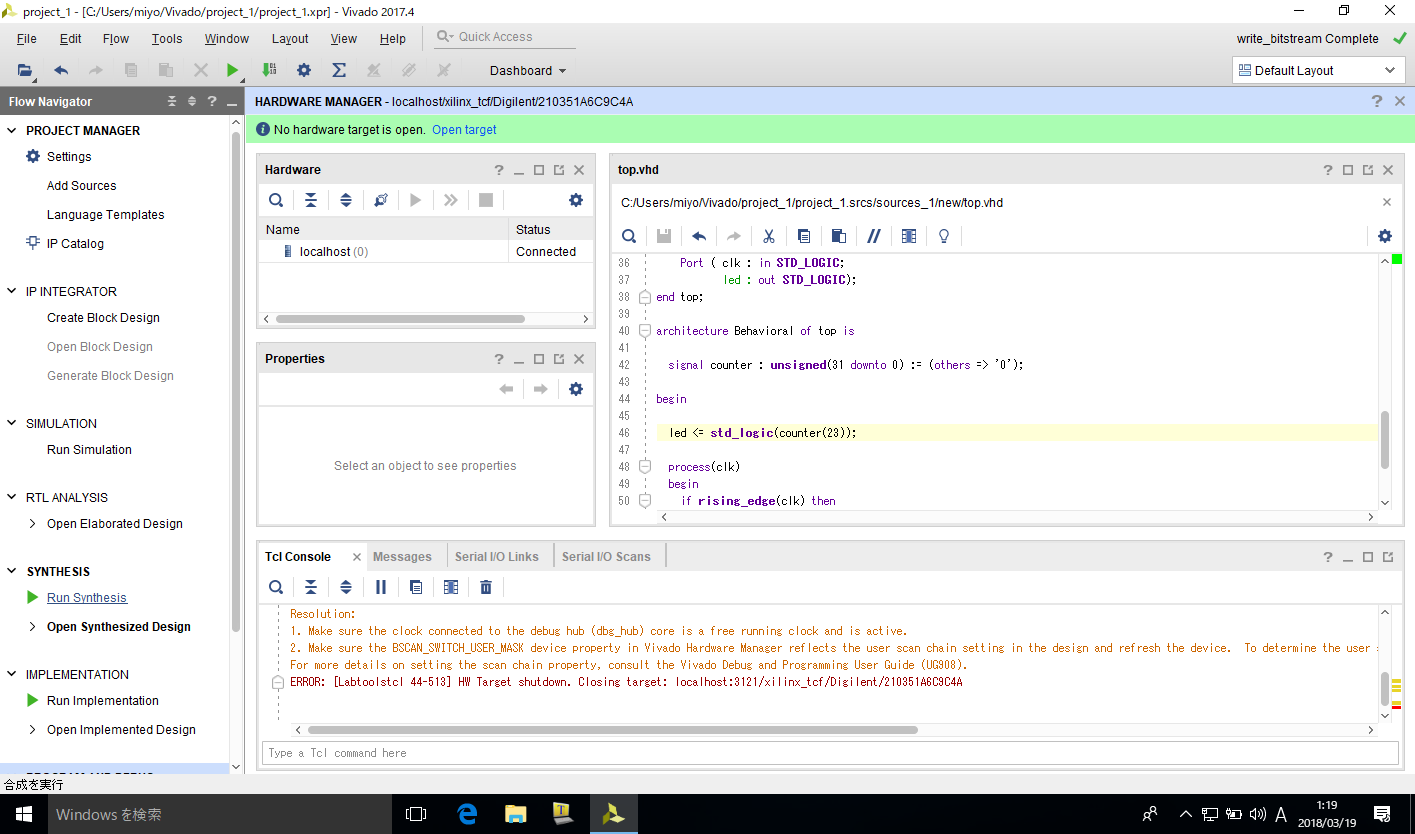 project_1 - [C:/Users/miyo/Vivado/project_1/project_1.xpr] - Vivado 2017.4
File Edit Flow Tools Window Layout View Help Quick Access
write_bitstream Complete
Dashboard
Default Layout
Flow Navigator
PROJECT MANAGER
Settings
Add Sources
Language Templates
IP Catalog
IP INTEGRATOR
Create Block Design
Open Block Design
Generate Block Design
SIMULATION
Run Simulation
RTL ANALYSIS
Open Elaborated Design
SYNTHESIS
Run Synthesis
Open Synthesized Design
IMPLEMENTATION
Run Implementation
Open Implemented Design
HARDWARE MANAGER - localhost/xilinx_tcf/Digilent/210351A6C9C4A
No hardware target is open. Open target
Hardware
Name Status
localhost (0) Connected
Properties
Select an object to see properties
top.vhd
C:/Users/miyo/Vivado/project_1/project_1.srcs/sources_1/new/top.vhd
36 Port ( clk : in STD_LOGIC;
37 led : out STD_LOGIC);
38 end top;
39
40 architecture Behavioral of top is
41
42 signal counter : unsigned(31 downto 0) := (others => '0');
43
44 begin
45
46 led <= std_logic(counter(23));
47
48 process(clk)
49 begin
50 if rising_edge(clk) then
Tcl Console Messages Serial I/O Links Serial I/O Scans
Resolution:
1. Make sure the clock connected to the debug hub (dbg_hub) core is a free running clock and is active.
2. Make sure the BSCAN_SWITCH_USER_MASK device property in Vivado Hardware Manager reflects the user scan chain setting in the design and refresh the device. To determine the user
For more details on setting the scan chain property, consult the Vivado Debug and Programming User Guide (UG908).
ERROR: [Labtoolstcl 44-513] HW Target shutdown. Closing target: localhost:3121/xilinx_tcf/Digilent/210351A6C9C4A
Type a Tcl command here
合成を実行
Windows を検索
A
1:19
2018/03/19